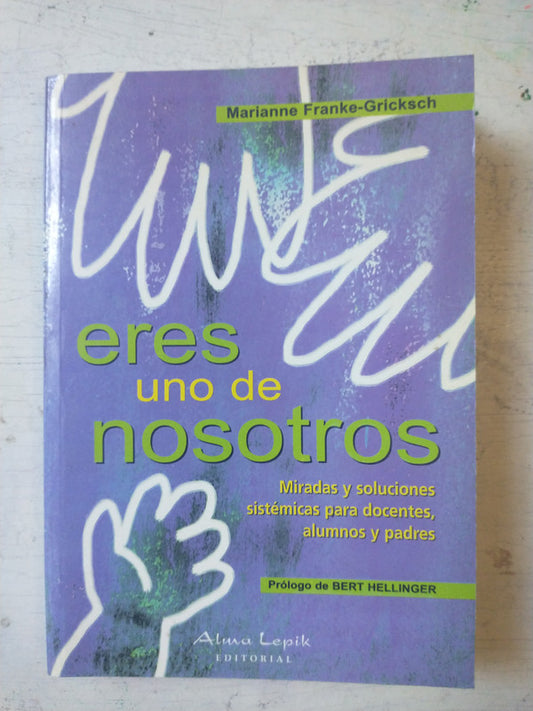 Marianne Franke-Gricksch
eres
uno de
nosotros
Miradas y soluciones
sistémicas para docentes,
alumnos y padres
Prólogo de BERT HELLINGER
Alma Lepik
EDITORIAL